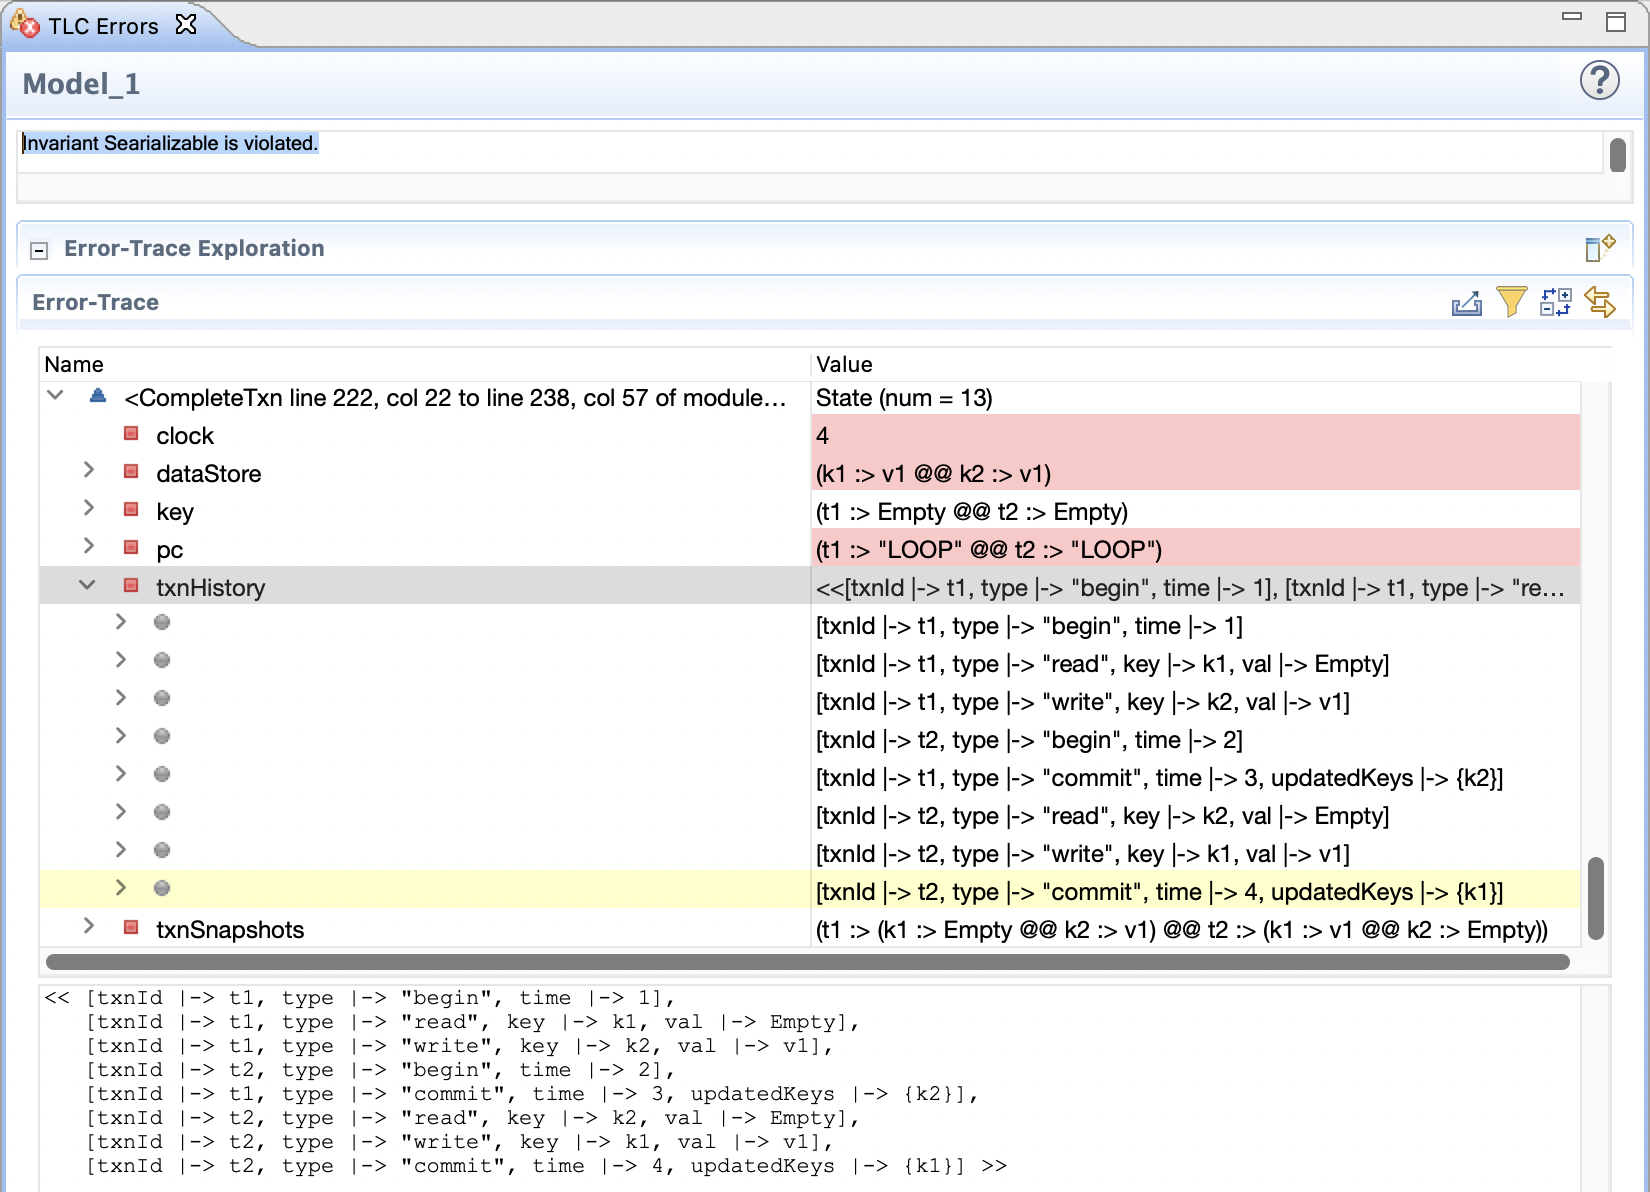 TLC Errors
Model_1
?
Invariant Searializable is violated.
Error-Trace Exploration
Error-Trace
Name Value
<CompleteTxn line 222, col 22 to line 238, col 57 of module... State (num = 13)
clock 4
dataStore (k1 :> v1 @@ k2 :> v1)
key (t1 :> Empty @@ t2 :> Empty)
pc (t1 :> "LOOP" @@ t2 :> "LOOP")
txnHistory <<[txnId |-> t1, type |-> "begin", time |-> 1], [txnId |-> t1, type |-> "re...
[txnId |-> t1, type |-> "begin", time |-> 1]
[txnId |-> t1, type |-> "read", key |-> k1, val |-> Empty]
[txnId |-> t1, type |-> "write", key |-> k2, val |-> v1]
[txnId |-> t2, type |-> "begin", time |-> 2]
[txnId |-> t1, type |-> "commit", time |-> 3, updatedKeys |-> {k2}]
[txnId |-> t2, type |-> "read", key |-> k2, val |-> Empty]
[txnId |-> t2, type |-> "write", key |-> k1, val |-> v1]
[txnId |-> t2, type |-> "commit", time |-> 4, updatedKeys |-> {k1}]
txnSnapshots (t1 :> (k1 :> Empty @@ k2 :> v1) @@ t2 :> (k1 :> v1 @@ k2 :> Empty))
<< [txnId |-> t1, type |-> "begin", time |-> 1],
[txnId |-> t1, type |-> "read", key |-> k1, val |-> Empty],
[txnId |-> t1, type |-> "write", key |-> k2, val |-> v1],
[txnId |-> t2, type |-> "begin", time |-> 2],
[txnId |-> t1, type |-> "commit", time |-> 3, updatedKeys |-> {k2}],
[txnId |-> t2, type |-> "read", key |-> k2, val |-> Empty],
[txnId |-> t2, type |-> "write", key |-> k1, val |-> v1],
[txnId |-> t2, type |-> "commit", time |-> 4, updatedKeys |-> {k1}] >>